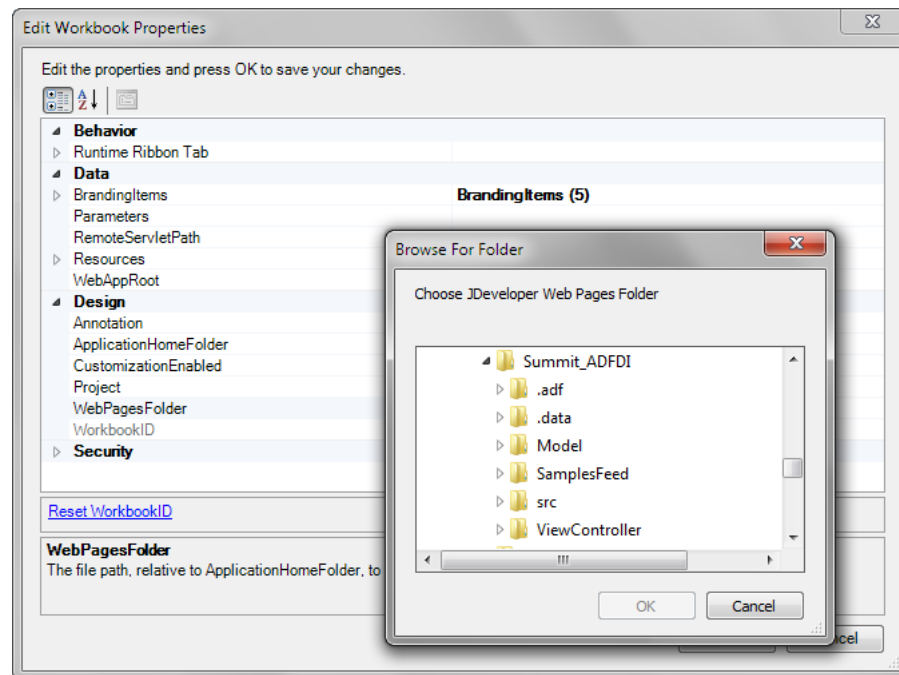 Edit Workbook Properties
Edit the properties and press OK to save your changes.
Behavior
Runtime Ribbon Tab
Data
BrandingItems BrandingItems (5)
Parameters
RemoteServletPath
Resources
WebAppRoot
Design
Annotation
ApplicationHomeFolder
CustomizationEnabled
Project
WebPagesFolder
WorkbookID
Security
Reset WorkbookID
WebPagesFolder
The file path, relative to ApplicationHomeFolder, to
Browse For Folder
Choose JDeveloper Web Pages Folder
Summit_ADFDI
.adf
.data
Model
SamplesFeed
src
ViewController
OK Cancel